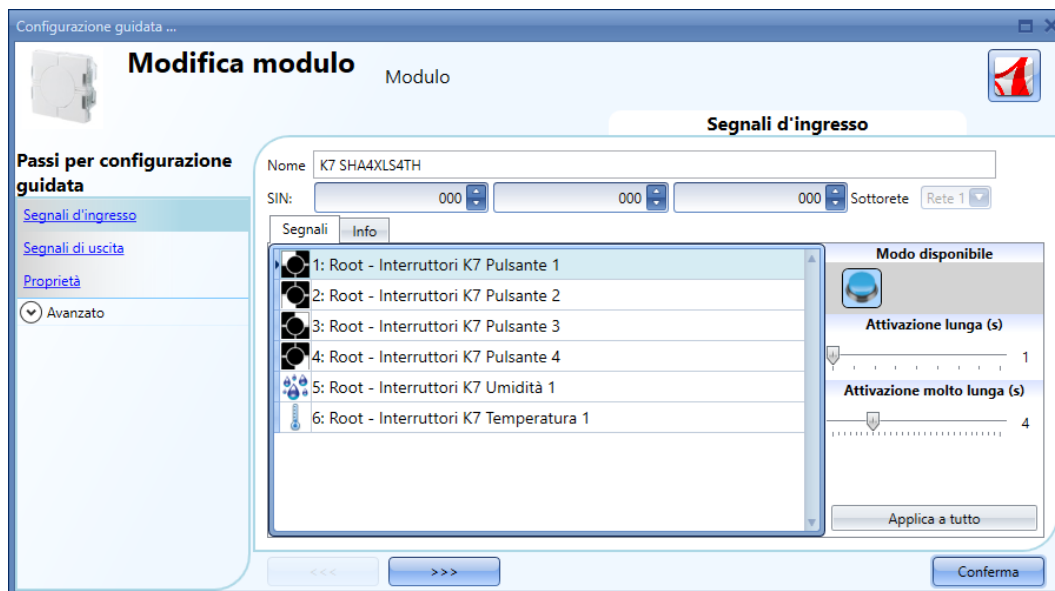 Configurazione guidata ...
Modifica modulo
Modulo
Segnali d'ingresso
Passi per configurazione
guidata
Segnali d'ingresso
Segnali di uscita
Proprietà
Avanzato
Nome K7 SHA4XLS4TH
SIN: 000 000 000 Sottorete Rete 1
Segnali Info
1: Root - Interruttori K7 Pulsante 1
2: Root - Interruttori K7 Pulsante 2
3: Root - Interruttori K7 Pulsante 3
4: Root - Interruttori K7 Pulsante 4
5: Root - Interruttori K7 Umidità 1
6: Root - Interruttori K7 Temperatura 1
Modo disponibile
Attivazione lunga (s)
1
Attivazione molto lunga (s)
4
Applica a tutto
<<< >>> Conferma